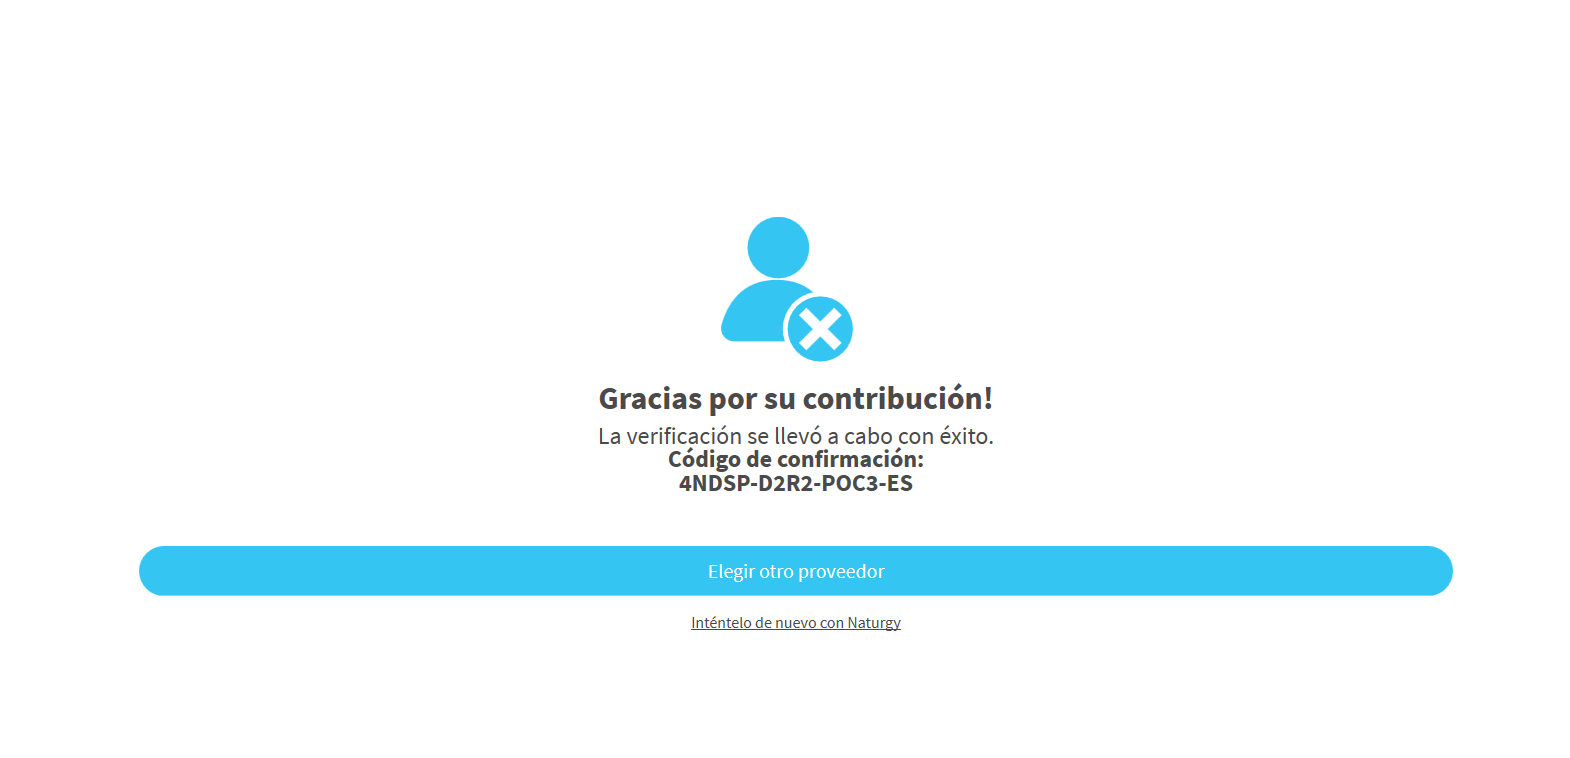 Gracias por su contribución!
La verificación se llevó a cabo con éxito.
Código de confirmación:
4NDSP-D2R2-POC3-ES
Elegir otro proveedor
Inténtelo de nuevo con Naturgy